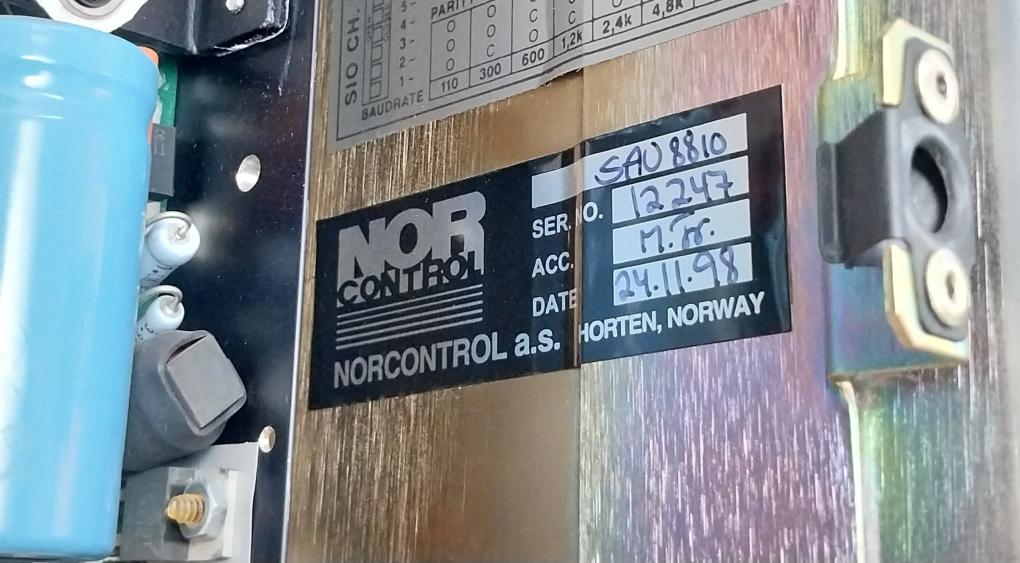 SIO CH.
PARITY
5 -
4 - O O C C
3 - O O O
2 - O C C
1 -
BAUDRATE 110 300 600 1,2k 2,4k 4,8k
NOR
CONTROL
NORCONTROL a.s. HORTEN, NORWAY
SAU 8810
SER. NO. 12247
ACC.
DATE 24.11.98